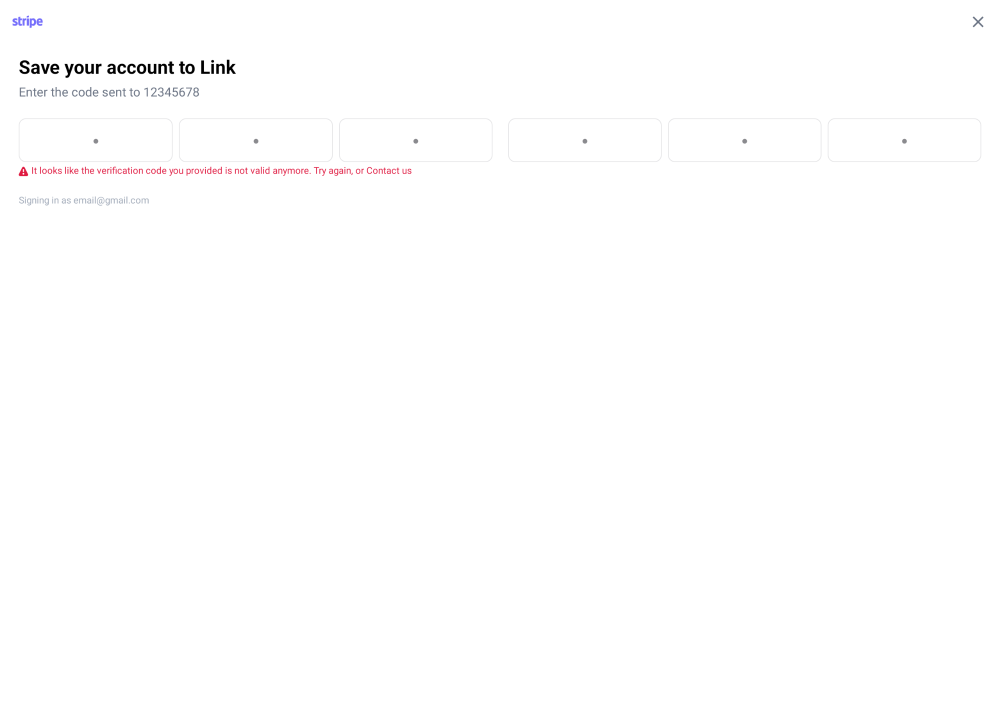 stripe
Save your account to Link
Enter the code sent to 12345678
It looks like the verification code you provided is not valid anymore. Try again, or Contact us
Signing in as email@gmail.com